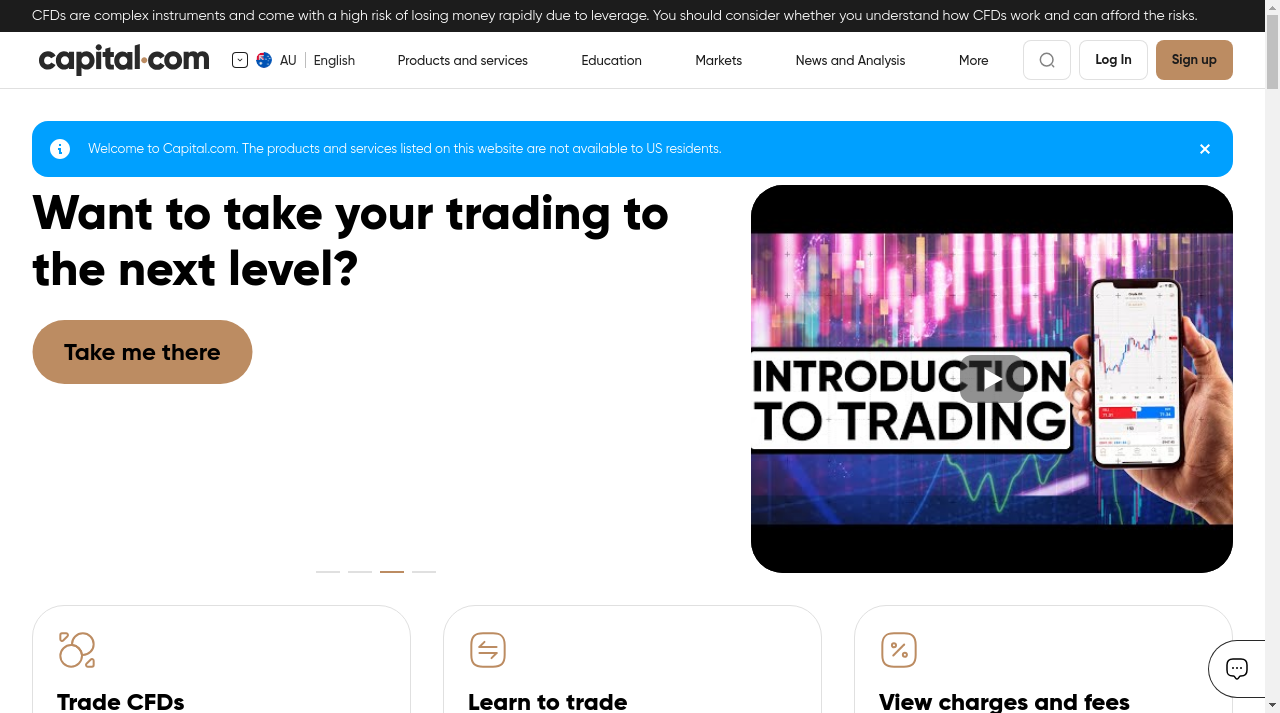 CFDs are complex instruments and come with a high risk of losing money rapidly due to leverage. You should consider whether you understand how CFDs work and can afford the risks.
capital.com
AU English
Products and services
Education
Markets
News and Analysis
More
Log In
Sign up
Welcome to Capital.com. The products and services listed on this website are not available to US residents.
Want to take your trading to
the next level?
Take me there
INTRODUCTION
TO TRADING
Trade CFDs
Learn to trade
View charges and fees